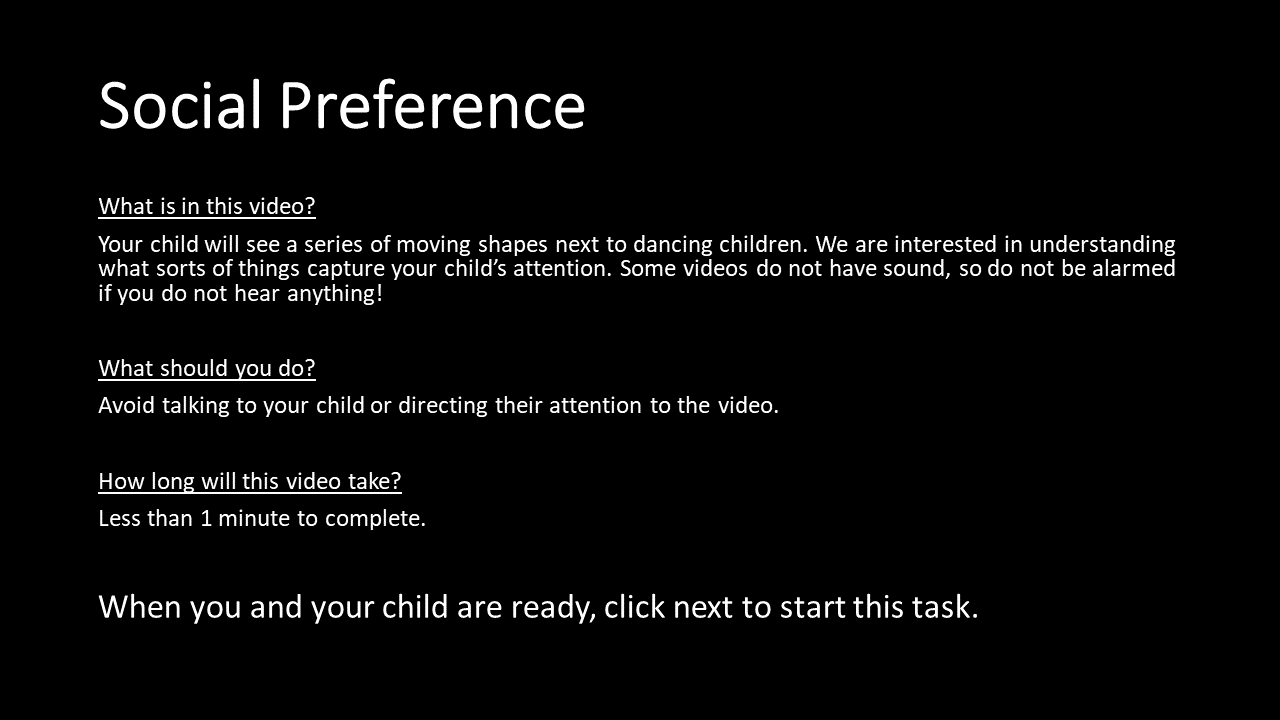 Social Preference
What is in this video?
Your child will see a series of moving shapes next to dancing children. We are interested in understanding
what sorts of things capture your child’s attention. Some videos do not have sound, so do not be alarmed
if you do not hear anything!
What should you do?
Avoid talking to your child or directing their attention to the video.
How long will this video take?
Less than 1 minute to complete.
When you and your child are ready, click next to start this task.